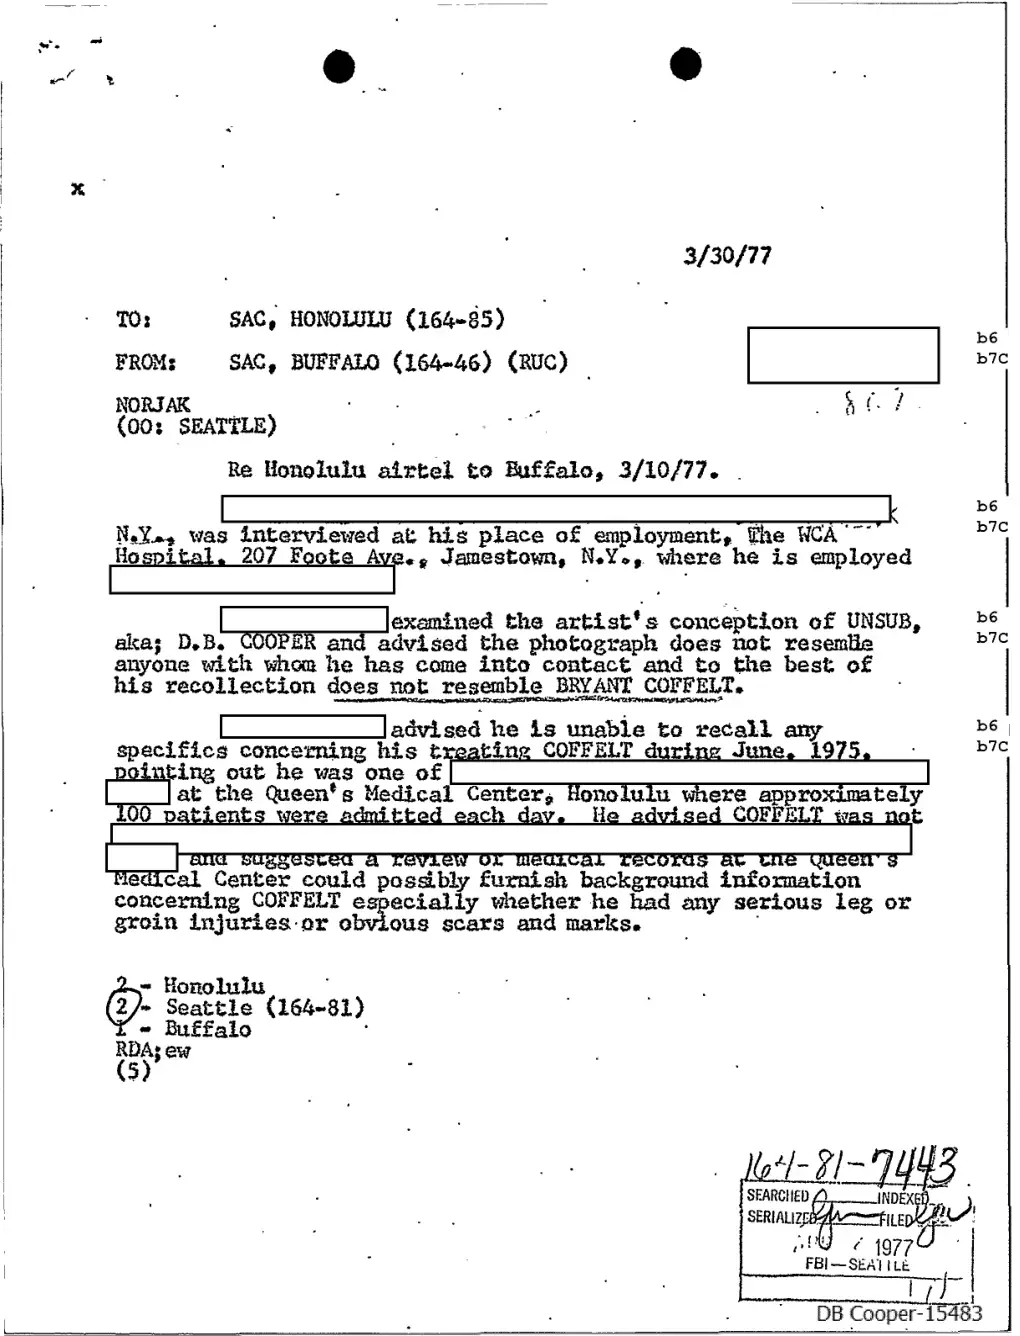 x
3/30/77
TO: SAC, HONOLULU (164-85)
FROM: SAC, BUFFALO (164-46) (RUC)
b6
b7C
NORJAK
(OO: SEATTLE)
Re Honolulu airtel to Buffalo, 3/10/77.
b6
b7C
N.Y., was interviewed at his place of employment, The WCA
Hospital, 207 Foote Ave., Jamestown, N.Y., where he is employed
examined the artist's conception of UNSUB,
b6
b7C
aka; D.B. COOPER and advised the photograph does not resemble
anyone with whom he has come into contact and to the best of
his recollection does not resemble BRYANT COFFELT.
advised he is unable to recall any
b6
b7C
specifics concerning his treating COFFELT during June, 1975,
pointing out he was one of
at the Queen's Medical Center, Honolulu where approximately
100 patients were admitted each day. He advised COFFELT was not
and suggested a review of medical records at the Queen's
Medical Center could possibly furnish background information
concerning COFFELT especially whether he had any serious leg or
groin injuries or obvious scars and marks.
2 - Honolulu
2 - Seattle (164-81)
1 - Buffalo
RDA;ew
(5)
164-81-7443
SEARCHED INDEXED
SERIALIZED FILED
1977
FBI—SEATTLE
DB Cooper-15483